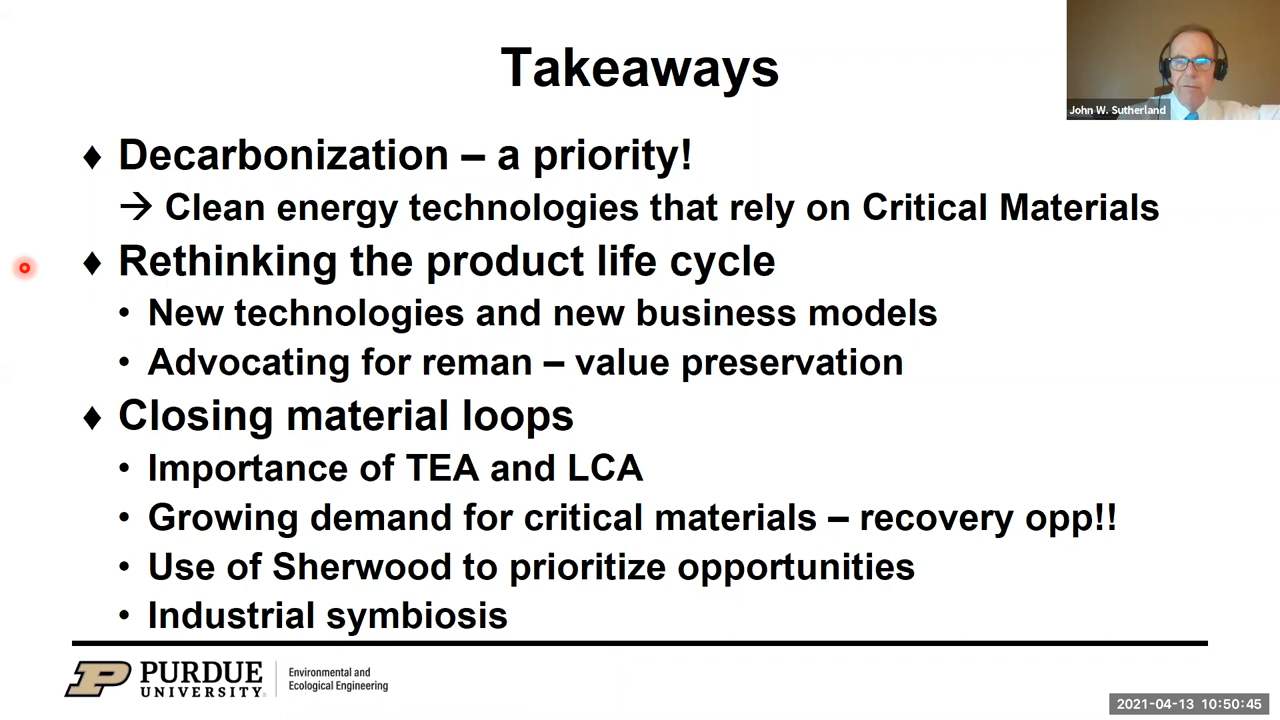 Takeaways
John W. Sutherland
♦ Decarbonization – a priority!
→ Clean energy technologies that rely on Critical Materials
♦ Rethinking the product life cycle
• New technologies and new business models
• Advocating for reman – value preservation
♦ Closing material loops
• Importance of TEA and LCA
• Growing demand for critical materials – recovery opp!!
• Use of Sherwood to prioritize opportunities
• Industrial symbiosis
PURDUE
UNIVERSITY®
Environmental and
Ecological Engineering
2021-04-13 10:50:45